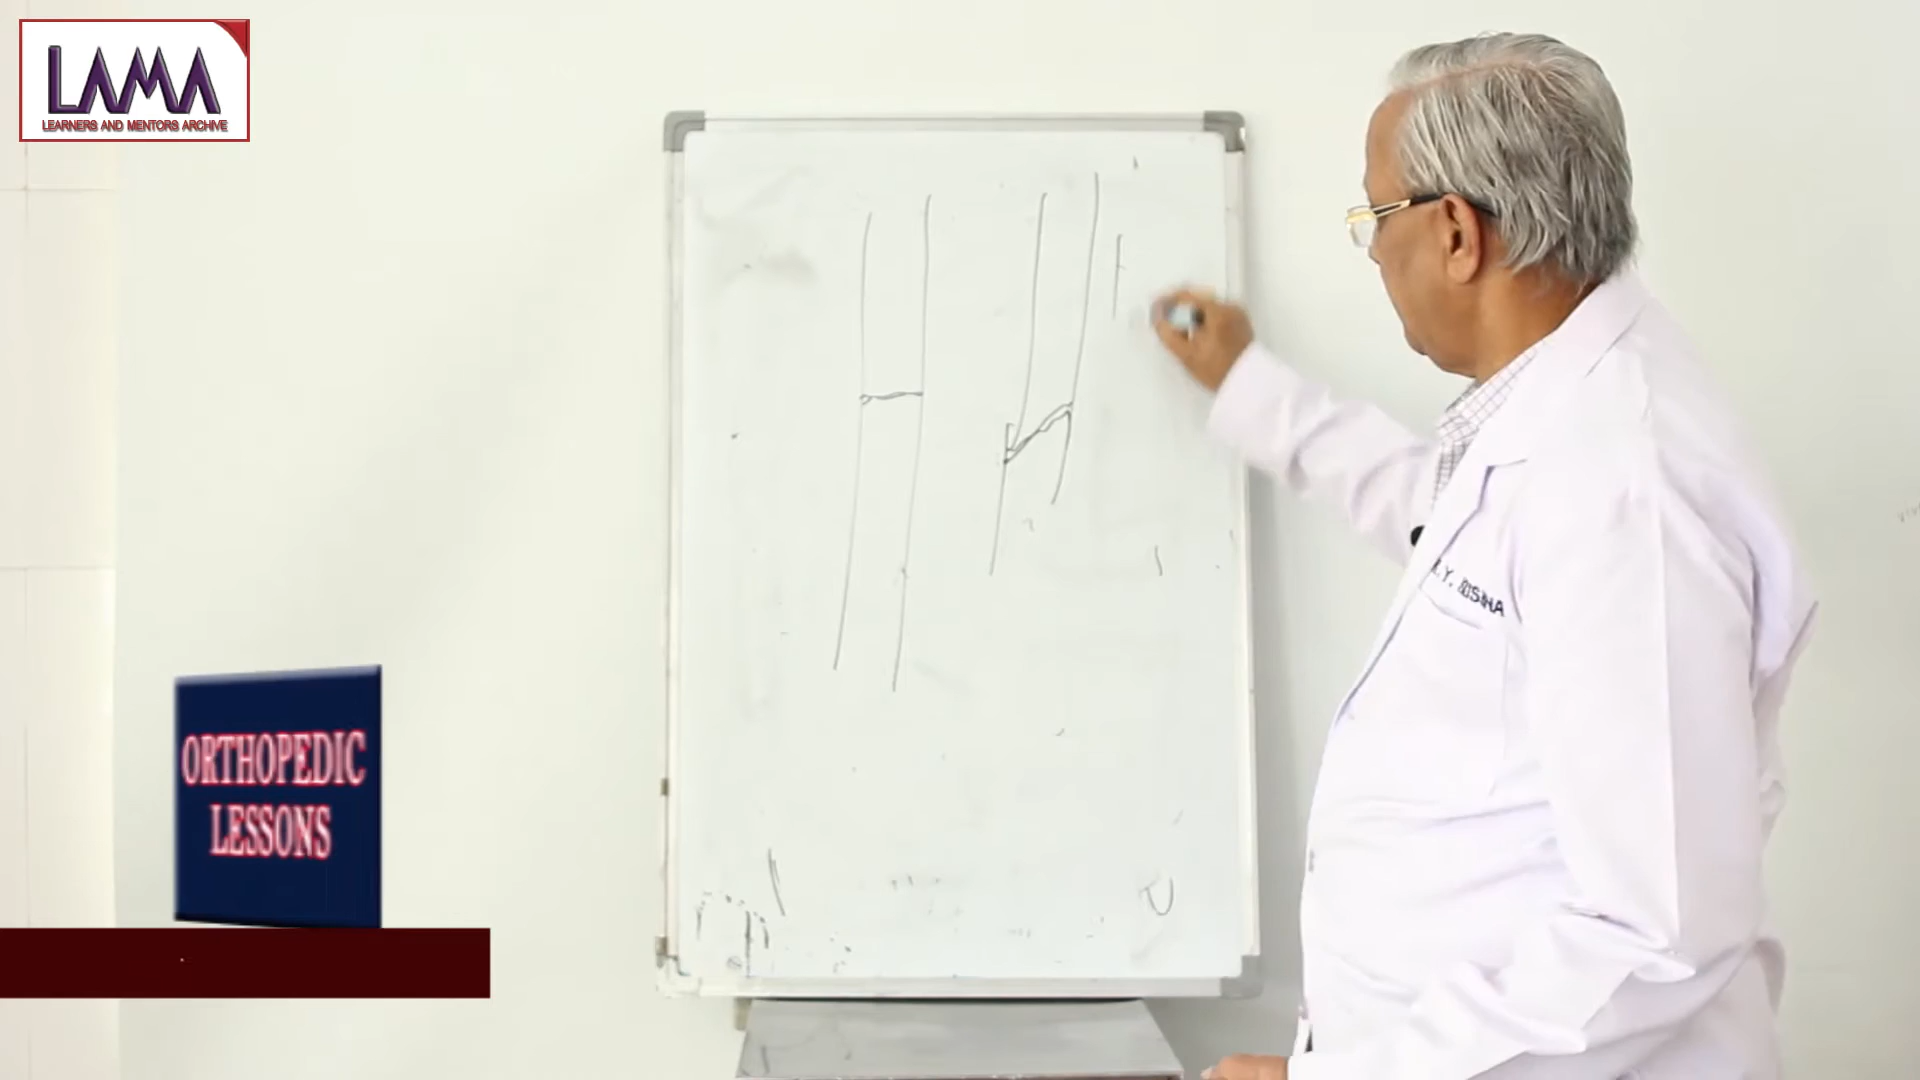 LAMA
LEARNERS AND MENTORS ARCHIVE
ORTHOPEDIC
LESSONS